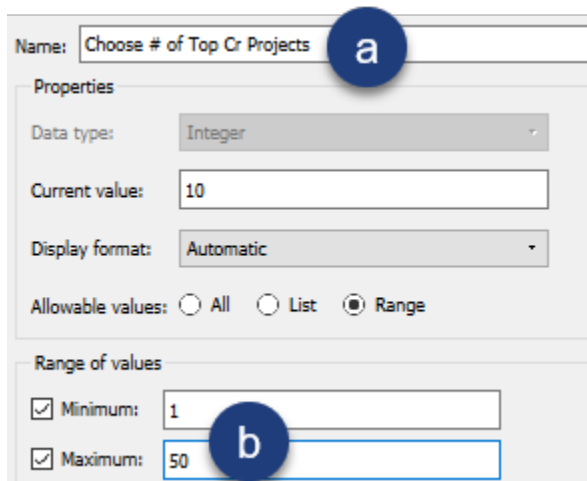 Name: Choose # of Top Cr Projects a
Properties
Data type: Integer
Current value: 10
Display format: Automatic
Allowable values: All List Range
Range of values
Minimum: 1
b
Maximum: 50